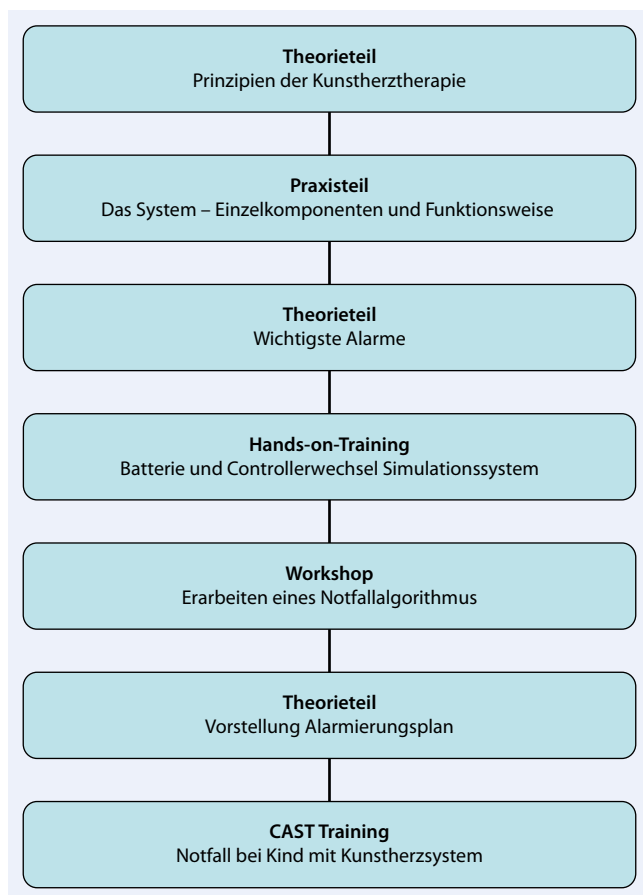 Theorieteil
Prinzipien der Kunstherztherapie
Praxisteil
Das System – Einzelkomponenten und Funktionsweise
Theorieteil
Wichtigste Alarme
Hands-on-Training
Batterie und Controllerwechsel Simulationssystem
Workshop
Erarbeiten eines Notfallalgorithmus
Theorieteil
Vorstellung Alarmierungsplan
CAST Training
Notfall bei Kind mit Kunstherzsystem